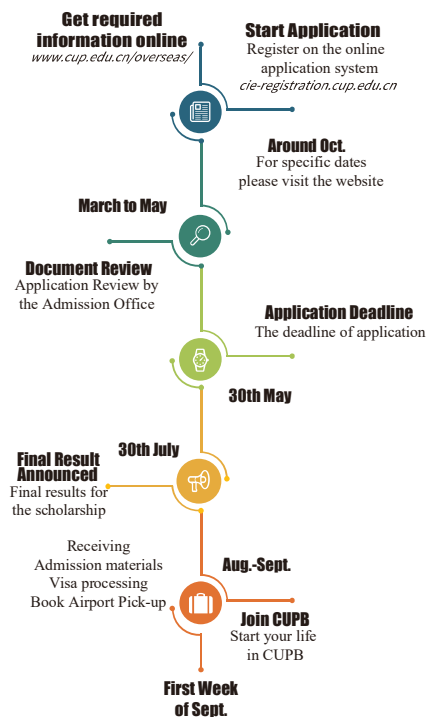 Get required
information online
www.cup.edu.cn/overseas/
Start Application
Register on the online
application system
cie-registration.cup.edu.cn
Around Oct.
For specific dates
please visit the website
March to May
Document Review
Application Review by
the Admission Office
Application Deadline
The deadline of application
30th May
30th July
Final Result
Announced
Final results for
the scholarship
Receiving
Admission materials
Visa processing
Book Airport Pick-up
Aug.-Sept.
Join CUPB
Start your life
in CUPB
First Week
of Sept.